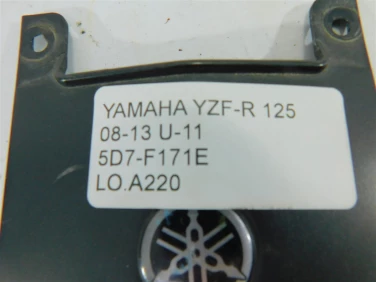 YAMAHA YZF-R 125
08-13 U-11
5D7-F171E
LO.A220